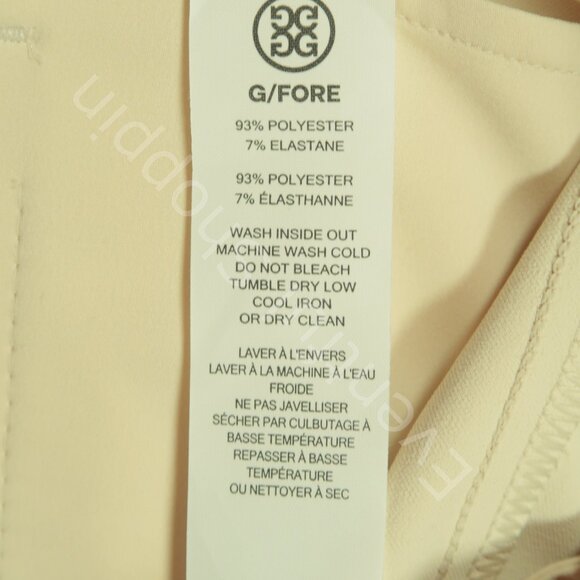 GG
GG
G/FORE
93% POLYESTER
7% ELASTANE
93% POLYESTER
7% ÉLASTHANNE
WASH INSIDE OUT
MACHINE WASH COLD
DO NOT BLEACH
TUMBLE DRY LOW
COOL IRON
OR DRY CLEAN
LAVER À L'ENVERS
LAVER À LA MACHINE À L'EAU
FROIDE
NE PAS JAVELLISER
SÉCHER PAR CULBUTAGE À
BASSE TEMPÉRATURE
REPASSER À BASSE
TEMPÉRATURE
OU NETTOYER À SEC